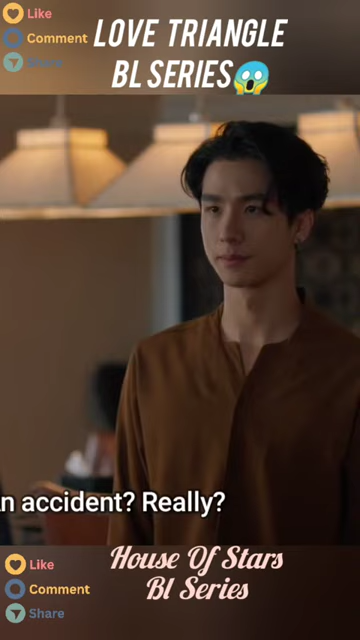 Like
Comment
Share
LOVE TRIANGLE
BL SERIES😱
n accident? Really?
House Of Stars
Bl Series
Like
Comment
Share